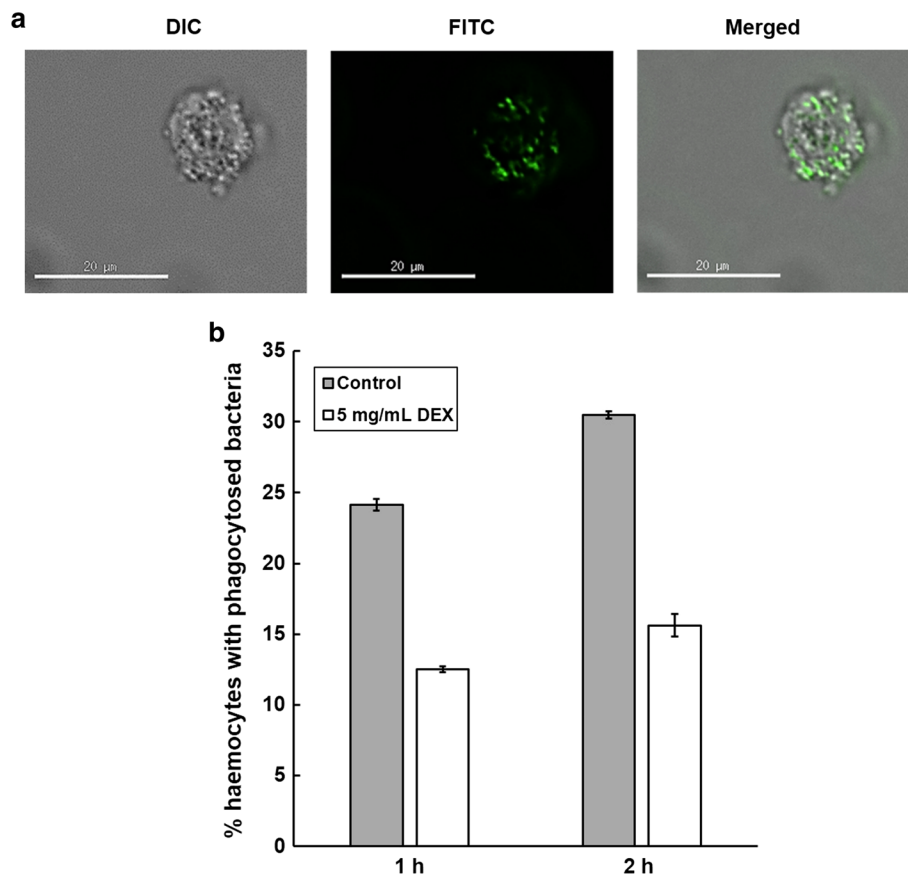 a
DIC
FITC
Merged
20 µm
20 µm
20 µm
b
% haemocytes with phagocytosed bacteria
35
30
25
20
15
10
5
0
Control
5 mg/mL DEX
1 h
2 h